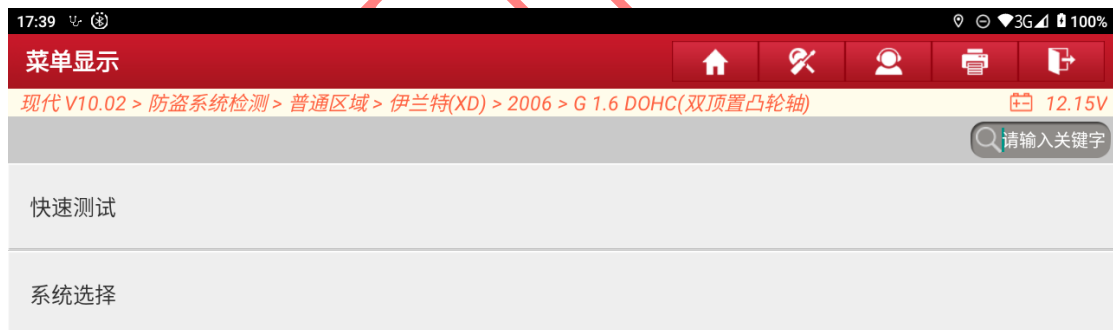 17:39 3G 100%
菜单显示
现代 V10.02 > 防盗系统检测 > 普通区域 > 伊兰特(XD) > 2006 > G 1.6 DOHC(双顶置凸轮轴) 12.15V
请输入关键字
快速测试
系统选择